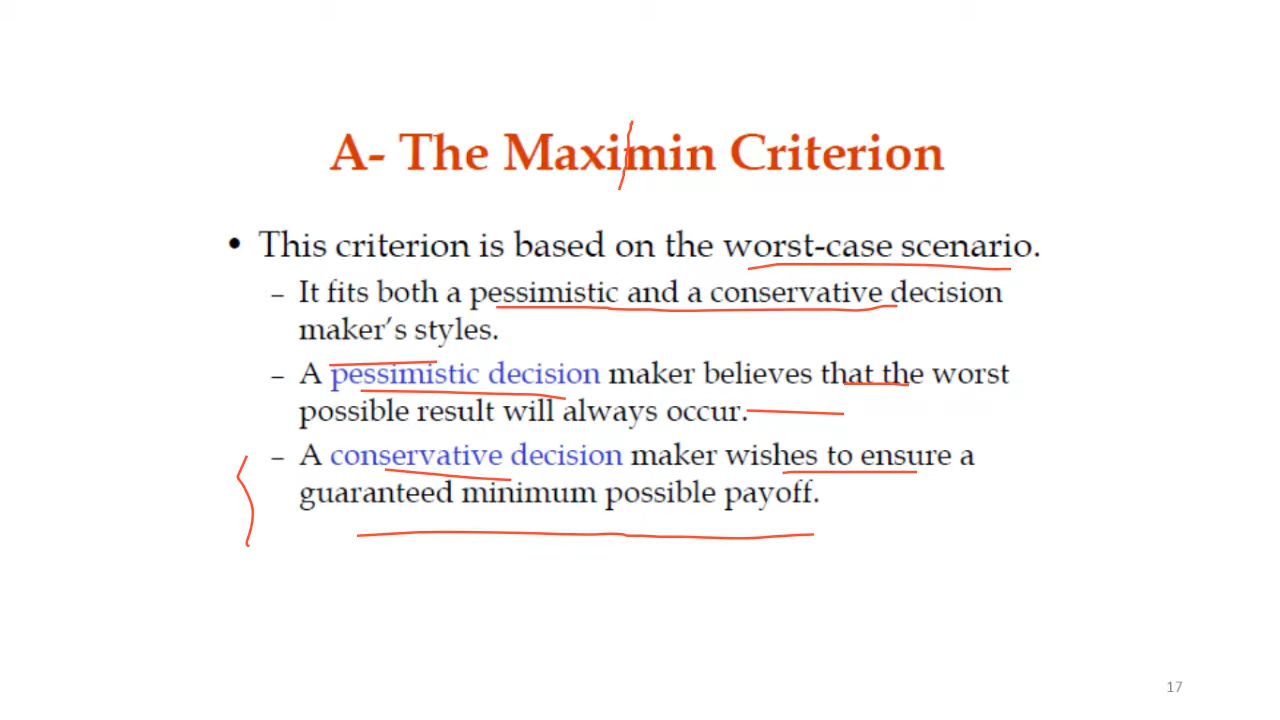 A- The Maximin Criterion
• This criterion is based on the worst-case scenario.
– It fits both a pessimistic and a conservative decision
maker’s styles.
– A pessimistic decision maker believes that the worst
possible result will always occur.
– A conservative decision maker wishes to ensure a
guaranteed minimum possible payoff.
17